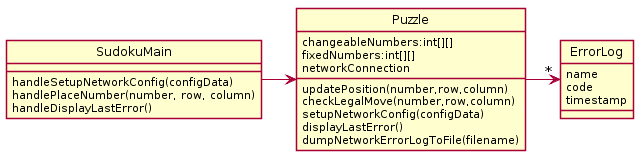 SudokuMain
handleSetupNetworkConfig(configData)
handlePlaceNumber(number, row, column)
handleDisplayLastError()
Puzzle
changeableNumbers:int[][]
fixedNumbers:int[][]
networkConnection
updatePosition(number,row,column)
checkLegalMove(number,row,column)
setupNetworkConfig(configData)
displayLastError()
dumpNetworkErrorLogToFile(filename)
*
ErrorLog
name
code
timestamp